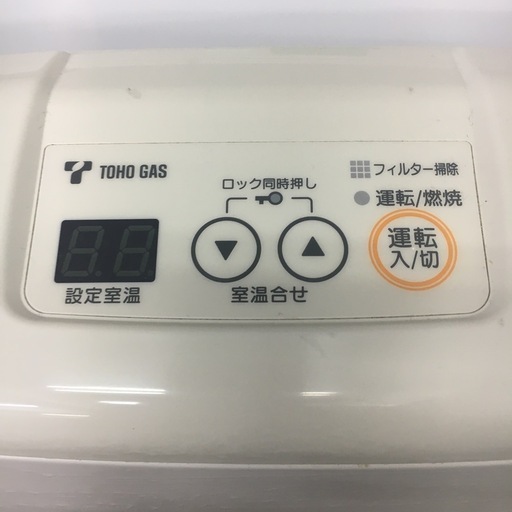 TOHO GAS
ロック同時押し
フィルター掃除
運転/燃焼
運転
入/切
設定室温
室温合せ